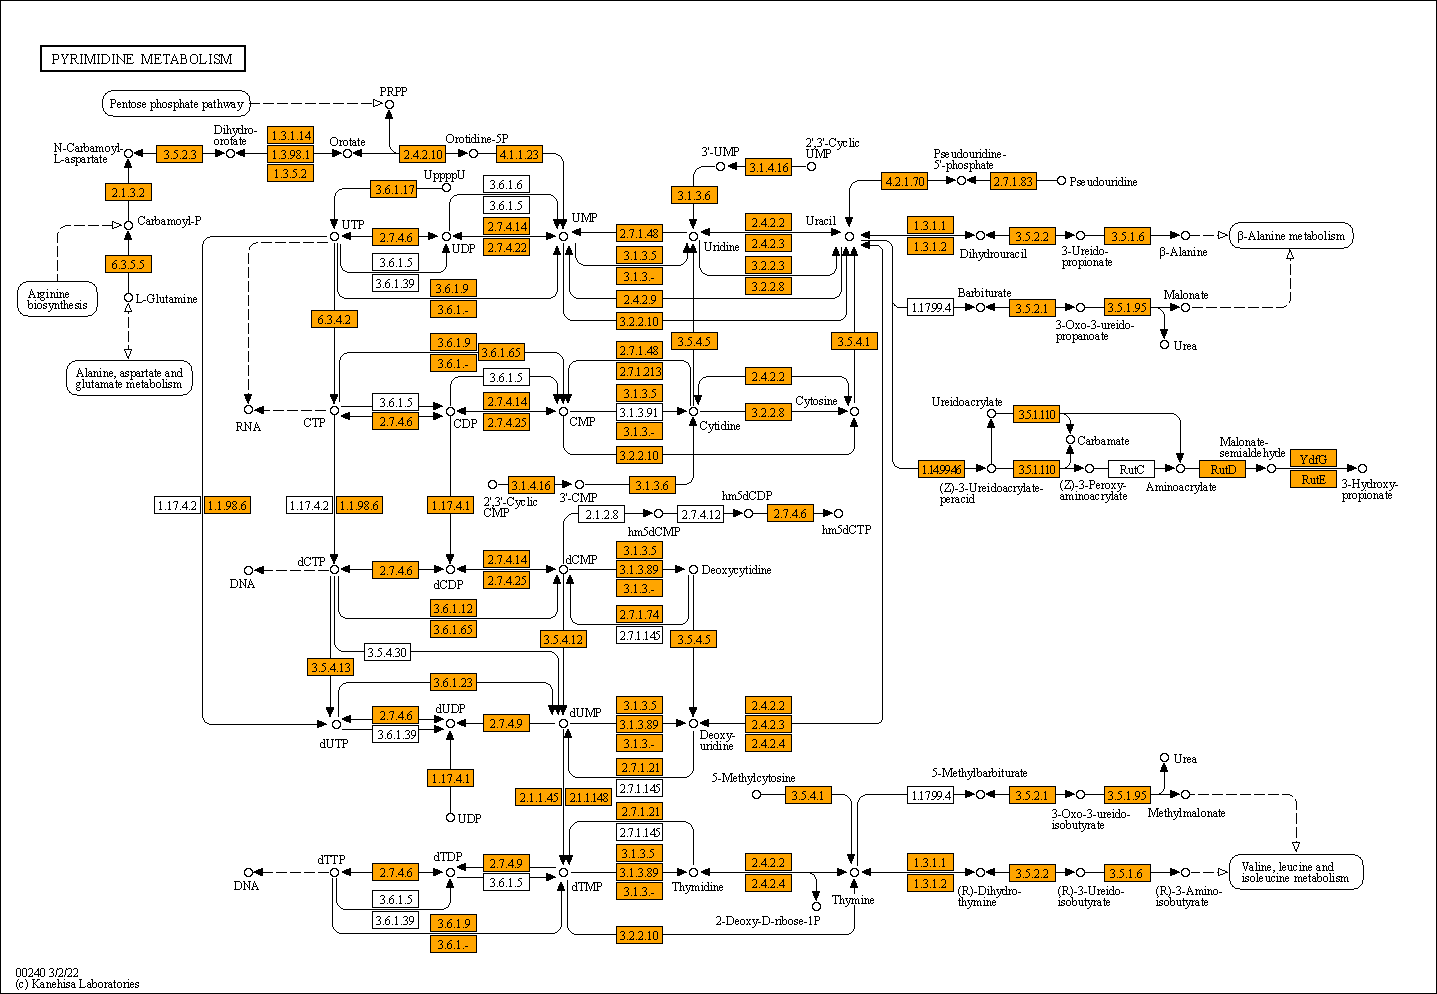 PYRIMIDINE METABOLISM
Pentose phosphate pathway
PRPP
N-Carbamoyl-
L-aspartate
3.5.2.3
Dihydro-
orotate
1.3.1.14
1.3.98.1
1.3.5.2
Orotate
2.4.2.10
Orotidine-5P
4.1.1.23
2.1.3.2
Carbamoyl-P
6.3.5.5
L-Glutamine
Arginine
biosynthesis
Alanine, aspartate and
glutamate metabolism
UppppU
3.6.1.17
3.6.1.6
3.6.1.5
UTP
2.7.4.6
UDP
2.7.4.14
2.7.4.22
UMP
3.6.1.5
3.6.1.39
3.6.1.9
3.6.1.-
2.7.1.48
3.1.3.5
3.1.3.-
2.4.2.9
3.2.2.10
3'-UMP
3.1.4.16
2',3'-Cyclic
UMP
3.1.3.6
Uridine
2.4.2.2
2.4.2.3
3.2.2.3
3.2.2.8
Uracil
4.2.1.70
Pseudouridine-
5'-phosphate
2.7.1.83
Pseudouridine
1.3.1.1
1.3.1.2
Dihydrouracil
3.5.2.2
3-Ureido-
propionate
3.5.1.6
β-Alanine
β-Alanine metabolism
1.1.99.4
Barbiturate
3.5.2.1
3-Oxo-3-ureido-
propanoate
3.5.1.95
Malonate
Urea
6.3.4.2
3.6.1.9
3.6.1.-
3.6.1.65
3.6.1.5
2.7.1.48
2.7.1.213
3.1.3.5
3.1.3.91
3.1.3.-
3.2.2.10
3.5.4.5
3.5.4.1
2.4.2.2
3.2.2.8
Cytosine
RNA
CTP
3.6.1.5
2.7.4.6
CDP
2.7.4.14
2.7.4.25
CMP
Cytidine
Ureidoacrylate
3.5.1.110
Carbamate
1.14.99.46
(Z)-3-Ureidoacrylate-
peracid
3.5.1.110
(Z)-3-Peroxy-
aminoacrylate
RutC
Aminoacrylate
RutD
Malonate-
semialdehyde
YdfG
RutE
3-Hydroxy-
propionate
1.17.4.2
1.1.98.6
1.17.4.2
1.1.98.6
1.17.4.1
2',3'-Cyclic
CMP
3.1.4.16
3'-CMP
3.1.3.6
2.1.2.8
hm5dCMP
2.7.4.12
hm5dCDP
2.7.4.6
hm5dCTP
DNA
dCTP
2.7.4.6
dCDP
2.7.4.14
2.7.4.25
dCMP
3.1.3.5
3.1.3.89
3.1.3.-
Deoxycytidine
3.6.1.12
3.6.1.65
2.7.1.74
2.7.1.145
3.5.4.12
3.5.4.5
3.5.4.30
3.5.4.13
3.6.1.23
dUTP
2.7.4.6
3.6.1.39
dUDP
2.7.4.9
dUMP
3.1.3.5
3.1.3.89
3.1.3.-
Deoxy-
uridine
2.4.2.2
2.4.2.3
2.4.2.4
1.17.4.1
UDP
2.7.1.21
2.7.1.145
2.1.1.45
2.1.1.148
2.7.1.21
2.7.1.145
5-Methylcytosine
3.5.4.1
5-Methylbarbiturate
1.1.99.4
3.5.2.1
3-Oxo-3-ureido-
isobutyrate
3.5.1.95
Methylmalonate
Urea
DNA
dTTP
2.7.4.6
dTDP
2.7.4.9
3.6.1.5
dTMP
3.1.3.5
3.1.3.89
3.1.3.-
Thymidine
2.4.2.2
2.4.2.4
2-Deoxy-D-ribose-1P
Thymine
1.3.1.1
1.3.1.2
(R)-Dihydro-
thymine
3.5.2.2
(R)-3-Ureido-
isobutyrate
3.5.1.6
(R)-3-Amino-
isobutyrate
Valine, leucine and
isoleucine metabolism
3.6.1.5
3.6.1.39
3.6.1.9
3.6.1.-
3.2.2.10
00240 3/2/22
(c) Kanehisa Laboratories